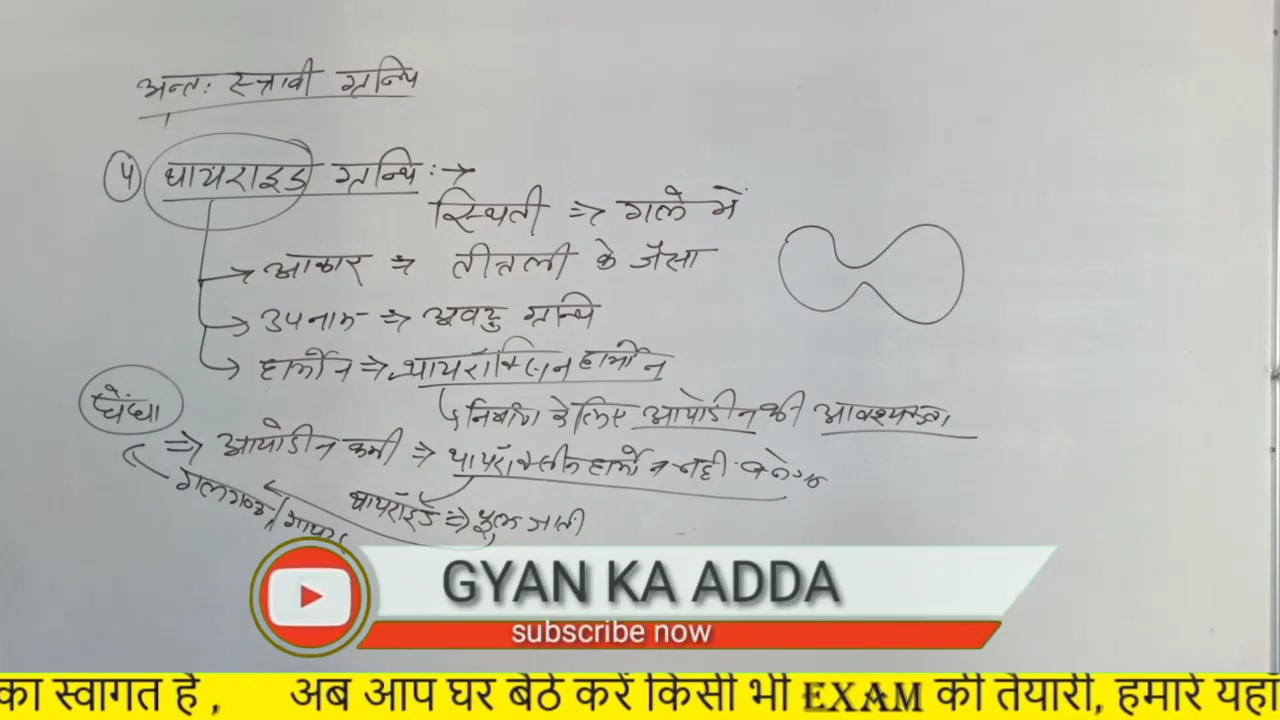 अन्तः स्त्रावी ग्रन्थि
५ थायराइड ग्रन्थि :→
स्थिती ⇒ गले में
→ आकार ⇒ तीतली के जैसा
→ उपनाम ⇒ अवटु ग्रन्थि
→ हार्मोन ⇒ थायरॉक्सिन हार्मोन
निर्माण के लिए आयोडीन की आवश्यकता
घेंघा
⇒ आयोडीन कमी ⇒ थायरॉक्सीन हार्मोन नही बनेगा
थायरॉइड ⇒ फूल जाती
गलगण्ड/गायटर
GYAN KA ADDA
subscribe now
का स्वागत है , अब आप घर बैठे करें किसी भी EXAM की तैयारी, हमारे यहाँ